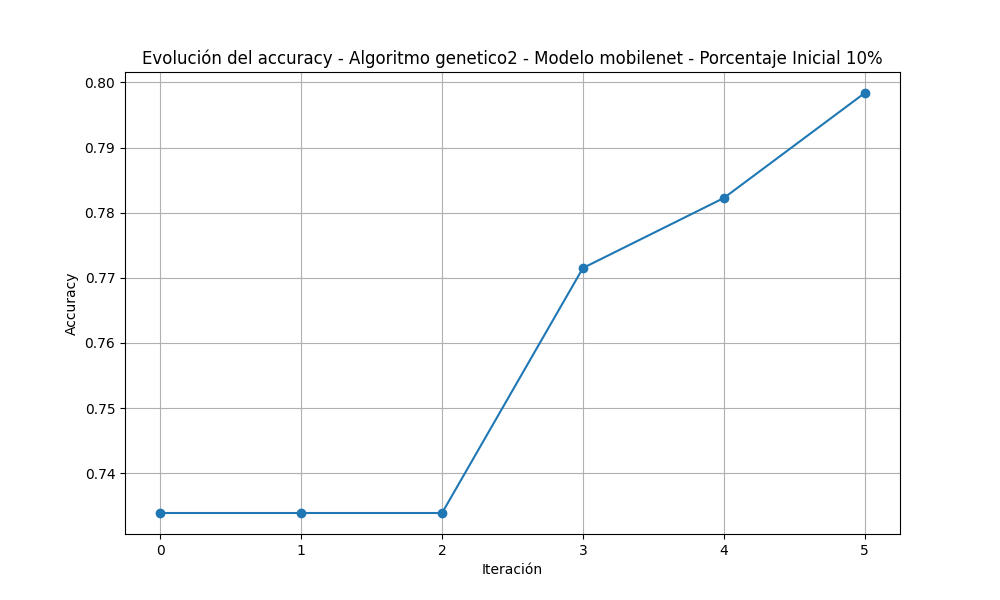 Evolución del accuracy - Algoritmo genetico2 - Modelo mobilenet - Porcentaje Inicial 10%
0.80
0.79
0.78
0.77
0.76
0.75
0.74
Accuracy
0 1 2 3 4 5
Iteración